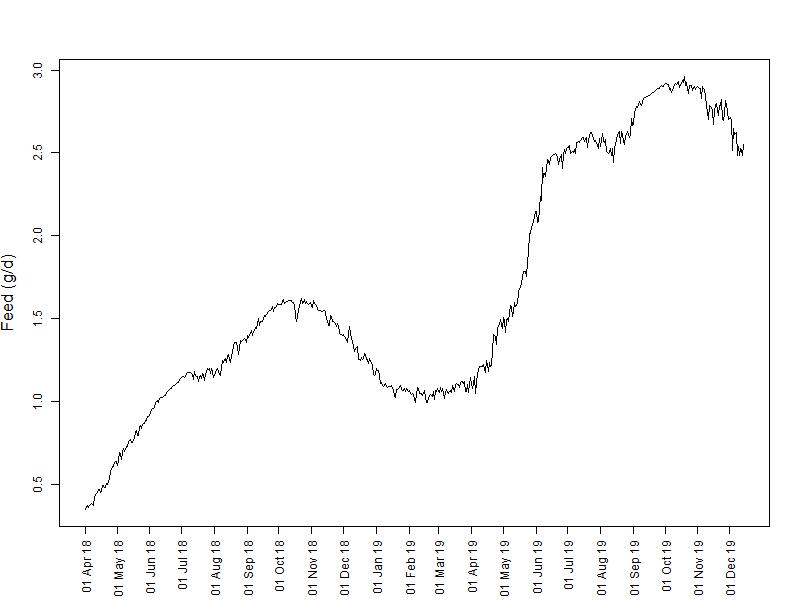 Feed (g/d)
3.0
2.5
2.0
1.5
1.0
0.5
01 Apr 18
01 May 18
01 Jun 18
01 Jul 18
01 Aug 18
01 Sep 18
01 Oct 18
01 Nov 18
01 Dec 18
01 Jan 19
01 Feb 19
01 Mar 19
01 Apr 19
01 May 19
01 Jun 19
01 Jul 19
01 Aug 19
01 Sep 19
01 Oct 19
01 Nov 19
01 Dec 19